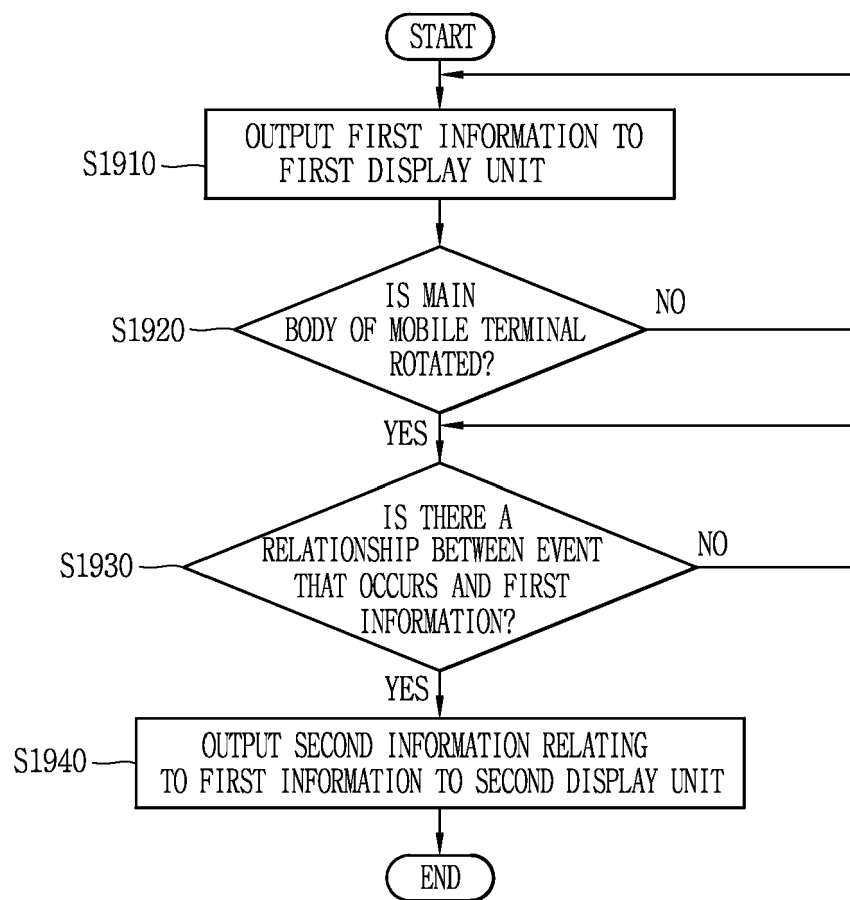 START
OUTPUT FIRST INFORMATION TO
FIRST DISPLAY UNIT
S1910
IS MAIN
BODY OF MOBILE TERMINAL
ROTATED?
S1920
NO
YES
IS THERE A
RELATIONSHIP BETWEEN EVENT
THAT OCCURS AND FIRST
INFORMATION?
S1930
NO
YES
OUTPUT SECOND INFORMATION RELATING
TO FIRST INFORMATION TO SECOND DISPLAY UNIT
S1940
END